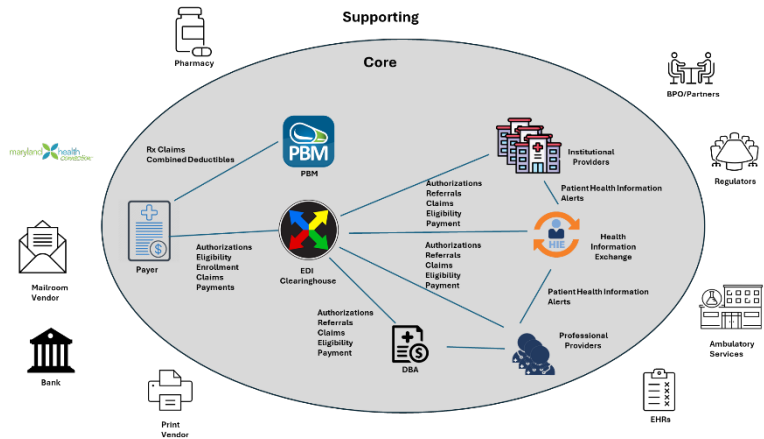 Supporting
Core
Pharmacy
BPO/Partners
maryland health
connection
Rx Claims
Combined Deductibles
PBM
PBM
Institutional
Providers
Regulators
Authorizations
Referrals
Claims
Eligibility
Payment
Patient Health Information
Alerts
Payer
Authorizations
Eligibility
Enrollment
Claims
Payments
EDI
Clearinghouse
Authorizations
Referrals
Claims
Eligibility
Payment
HIE
Health
Information
Exchange
Mailroom
Vendor
Patient Health Information
Alerts
Authorizations
Referrals
Claims
Eligibility
Payment
DBA
Professional
Providers
Ambulatory
Services
Bank
Print
Vendor
EHRs